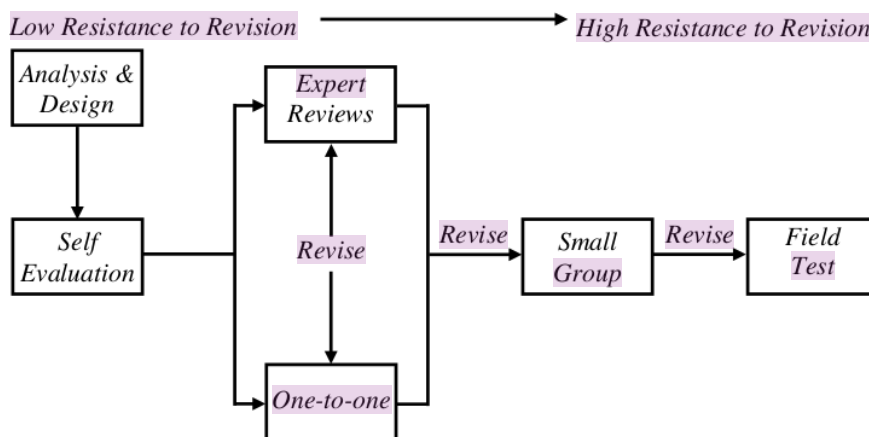 Low Resistance to Revision
High Resistance to Revision
Analysis &
Design
Expert
Reviews
Self
Evaluation
Revise
Revise
Small
Group
Revise
Field
Test
One-to-one